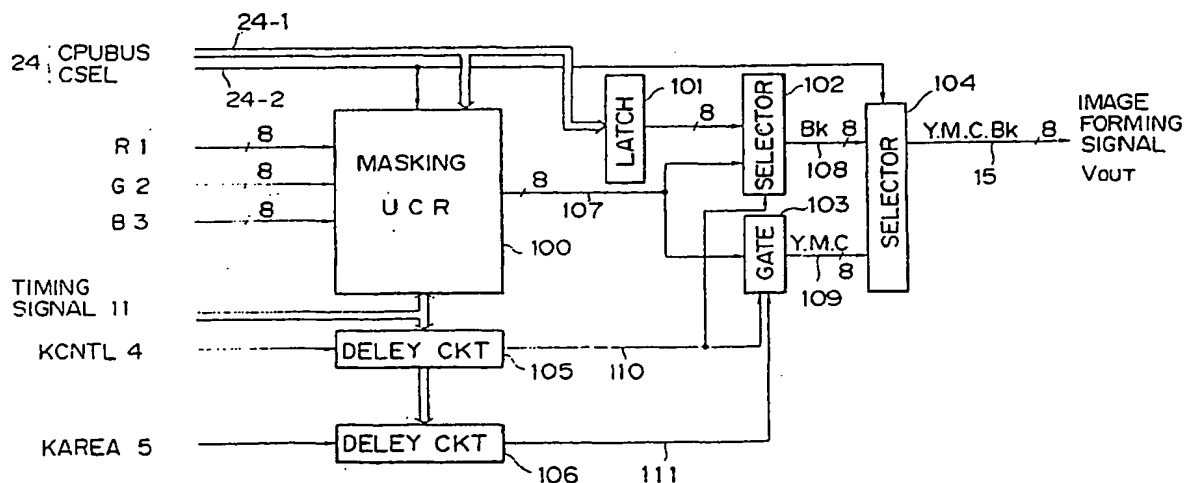 24-1
24 CPUBUS
CSEL
24-2
101
102
104
8
LATCH
SELECTOR
Bk 8
108
SELECTOR
Y.M.C.Bk 8
15
IMAGE
FORMING
SIGNAL
VOUT
R 1 8
G 2 8
B 3 8
MASKING
UCR
100
8
107
103
GATE
Y.M.C
8
109
TIMING
SIGNAL 11
KCNTL 4
DELEY CKT
105
110
KAREA 5
DELEY CKT
106
111